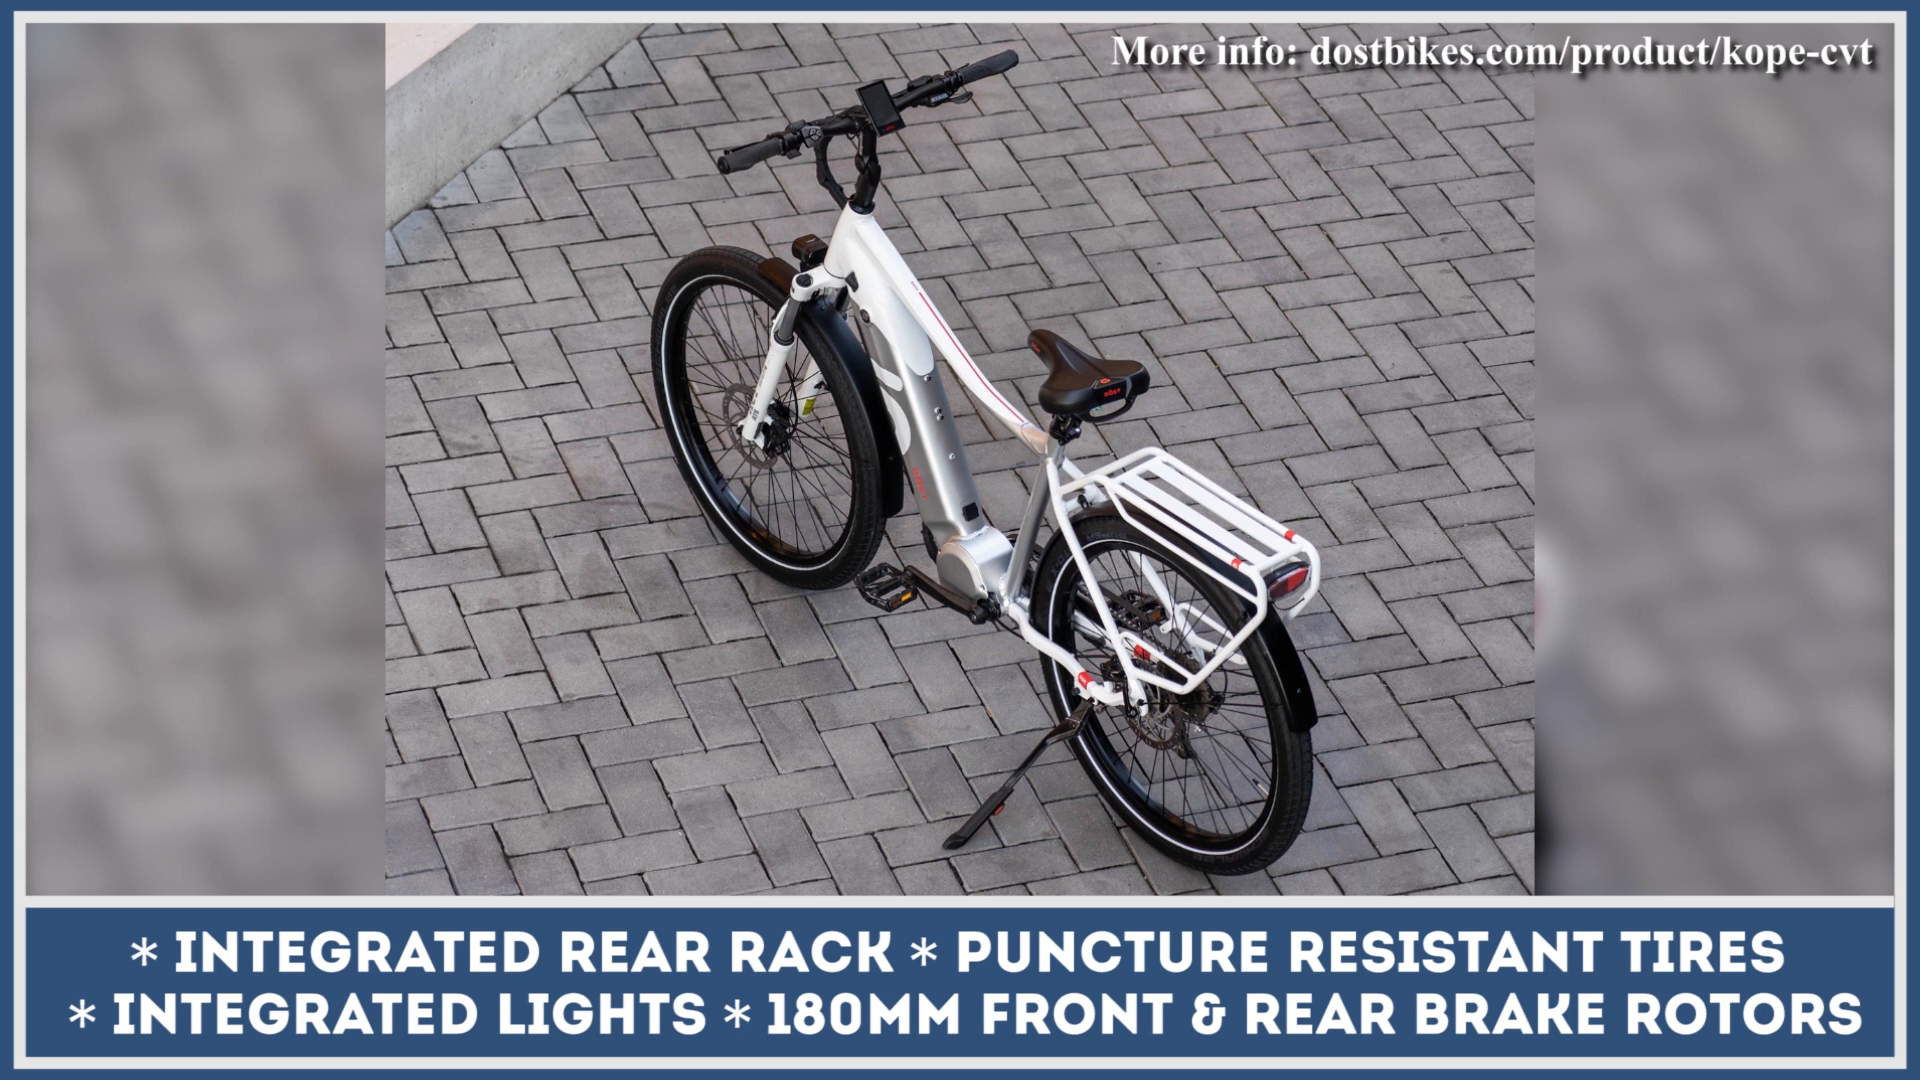 More info: dostbikes.com/product/kope-cvt
DOST
* INTEGRATED REAR RACK * PUNCTURE RESISTANT TIRES
* INTEGRATED LIGHTS * 180MM FRONT & REAR BRAKE ROTORS